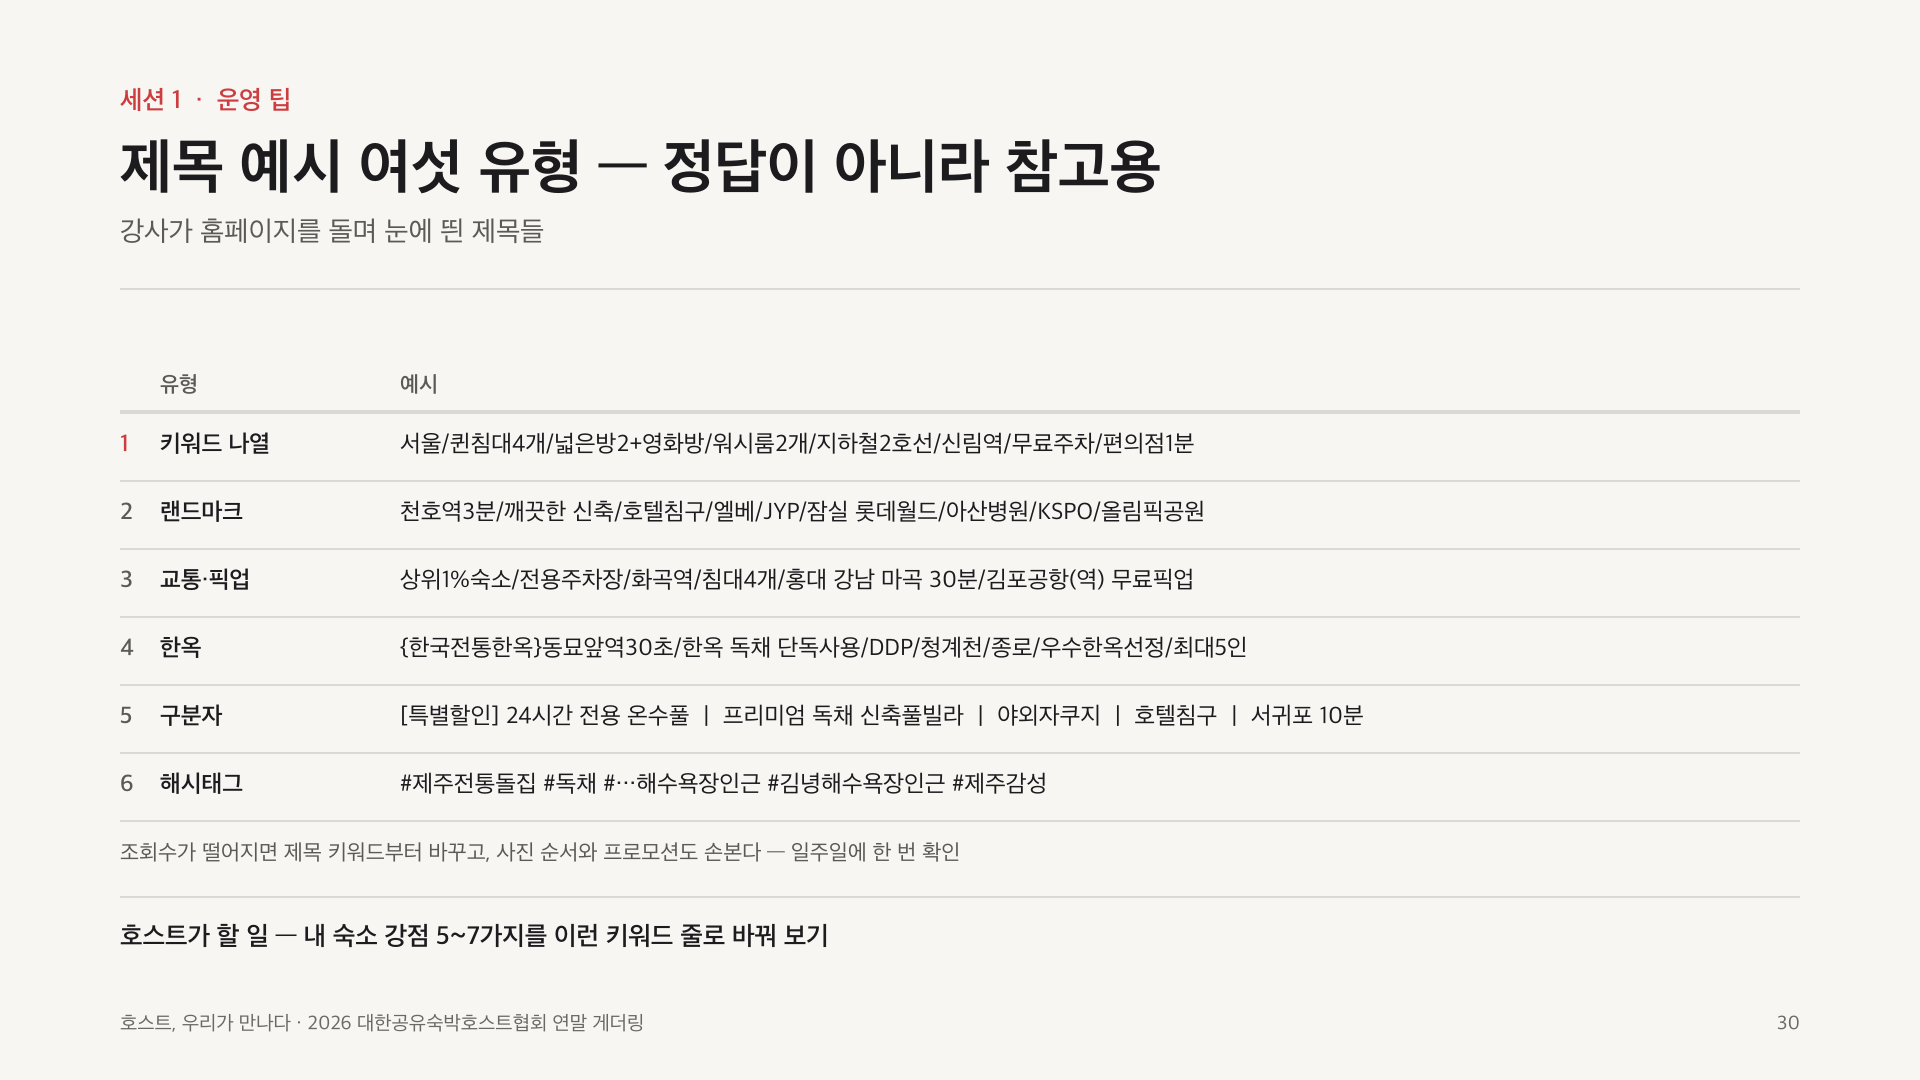 세션 1 · 운영 팁
제목 예시 여섯 유형 — 정답이 아니라 참고용
강사가 홈페이지를 돌며 눈에 띈 제목들
유형 예시
1 키워드 나열 서울/퀸침대4개/넓은방2+영화방/워시룸2개/지하철2호선/신림역/무료주차/편의점1분
2 랜드마크 천호역3분/깨끗한 신축/호텔침구/엘베/JYP/잠실 롯데월드/아산병원/KSPO/올림픽공원
3 교통·픽업 상위1%숙소/전용주차장/화곡역/침대4개/홍대 강남 마곡 30분/김포공항(역) 무료픽업
4 한옥 {한국전통한옥}동묘앞역30초/한옥 독채 단독사용/DDP/청계천/종로/우수한옥선정/최대5인
5 구분자 [특별할인] 24시간 전용 온수풀 | 프리미엄 독채 신축풀빌라 | 야외자쿠지 | 호텔침구 | 서귀포 10분
6 해시태그 #제주전통돌집 #독채 #…해수욕장인근 #김녕해수욕장인근 #제주감성
조회수가 떨어지면 제목 키워드부터 바꾸고, 사진 순서와 프로모션도 손본다 — 일주일에 한 번 확인
호스트가 할 일 — 내 숙소 강점 5~7가지를 이런 키워드 줄로 바꿔 보기
호스트, 우리가 만나다 · 2026 대한공유숙박호스트협회 연말 게더링 30